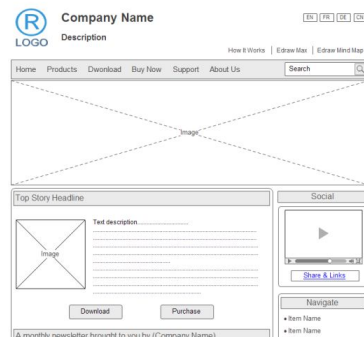 R
LOGO
Company Name
Description
EN FR DE CN
How It Works | Edraw Max | Edraw Mind Map
Home Products Dwonload Buy Now Support About Us
Search
Image
Top Story Headline
Image
Text description
Download Purchase
Social
Share & Links
Navigate
• Item Name
• Item Name
A monthly newsletter brought to you by (Company Name)